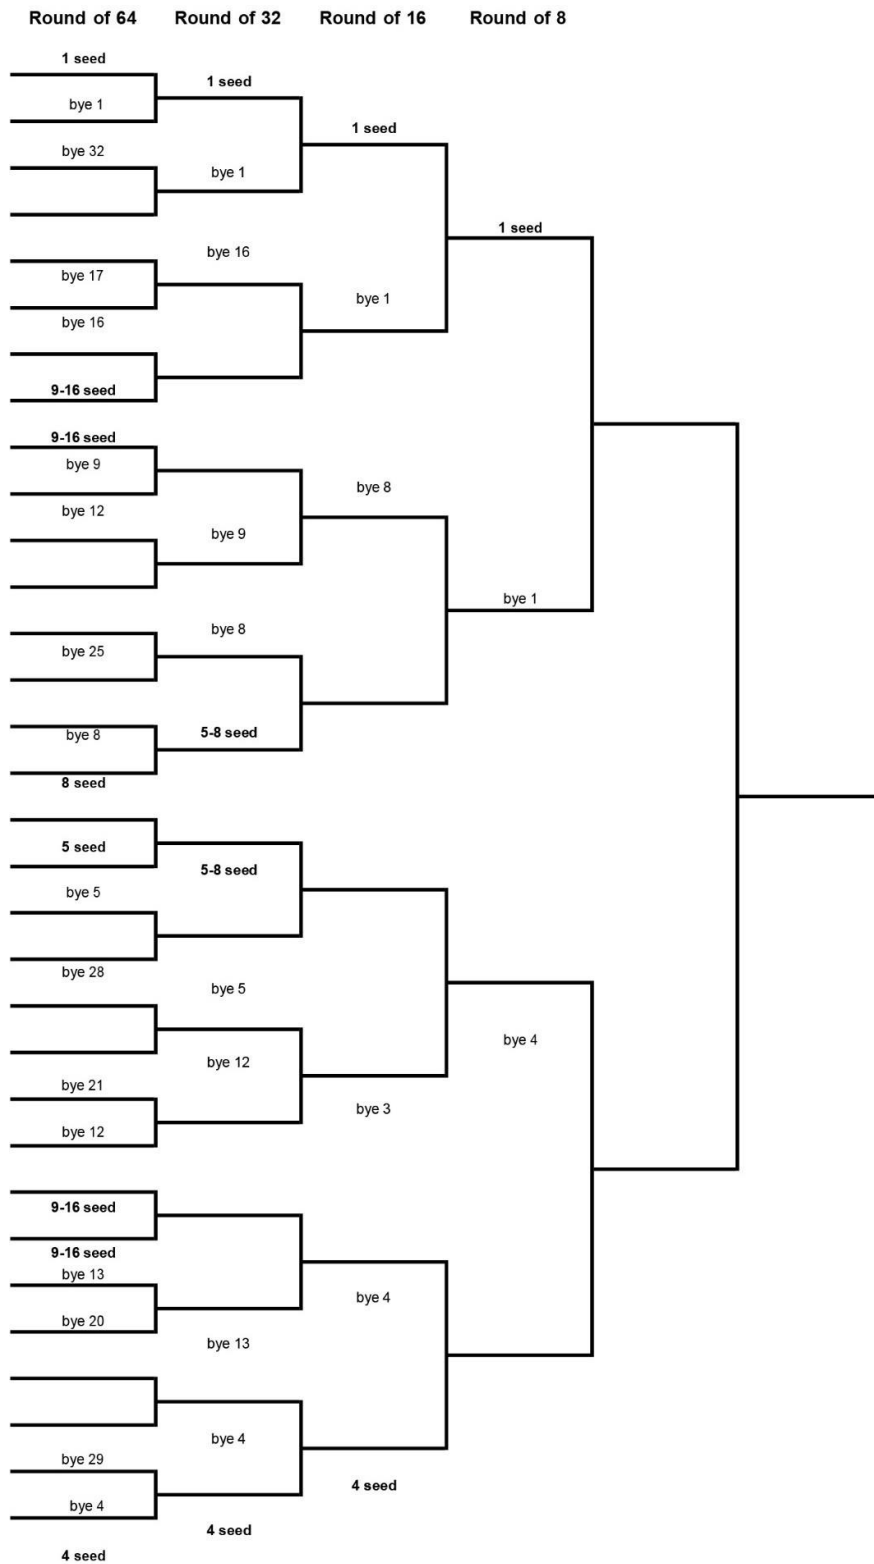 Round of 64 Round of 32 Round of 16 Round of 8
1 seed
1 seed
bye 1
1 seed
bye 32
bye 1
1 seed
bye 16
bye 17
bye 1
bye 16
9-16 seed
9-16 seed
bye 9
bye 8
bye 12
bye 9
bye 1
bye 8
bye 25
5-8 seed
bye 8
8 seed
5 seed
5-8 seed
bye 5
bye 28
bye 5
bye 4
bye 12
bye 21
bye 3
bye 12
9-16 seed
9-16 seed
bye 13
bye 4
bye 20
bye 13
bye 4
bye 29
4 seed
bye 4
4 seed
4 seed